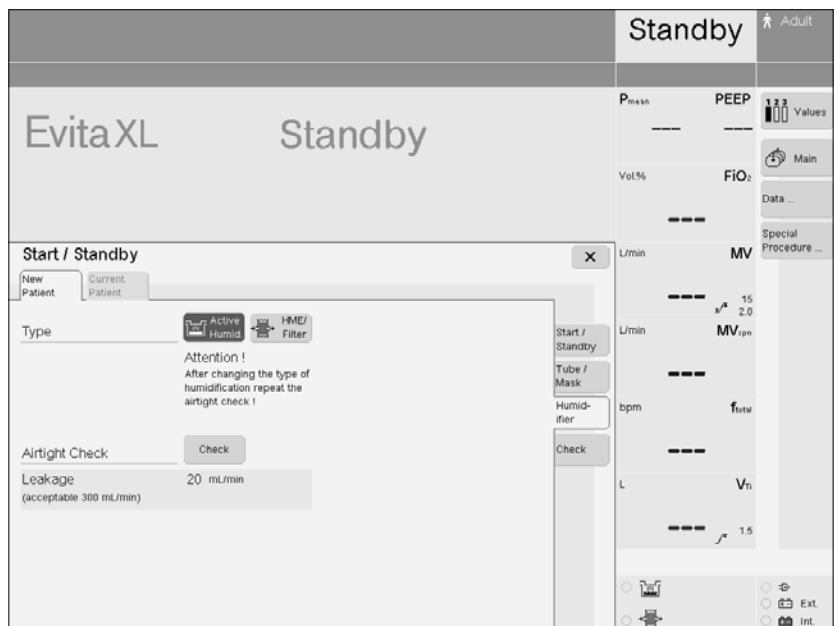 Standby
Adult
Evita XL
Standby
Pmean PEEP
--- ---
Vol.% FiO2
---
L/min MV
---
15
2.0
L/min MVspn
---
bpm ftotal
---
L VTi
---
1.5
1 2 3
Values
Main
Data ...
Special
Procedure ...
Start / Standby
X
New
Patient
Current
Patient
Type
Active
Humid.
HME/
Filter
Attention !
After changing the type of
humidification repeat the
airtight check !
Airtight Check
Check
Leakage
20 mL/min
(acceptable 300 mL/min)
Start /
Standby
Tube /
Mask
Humid-
ifier
Check
Ext.
Int.